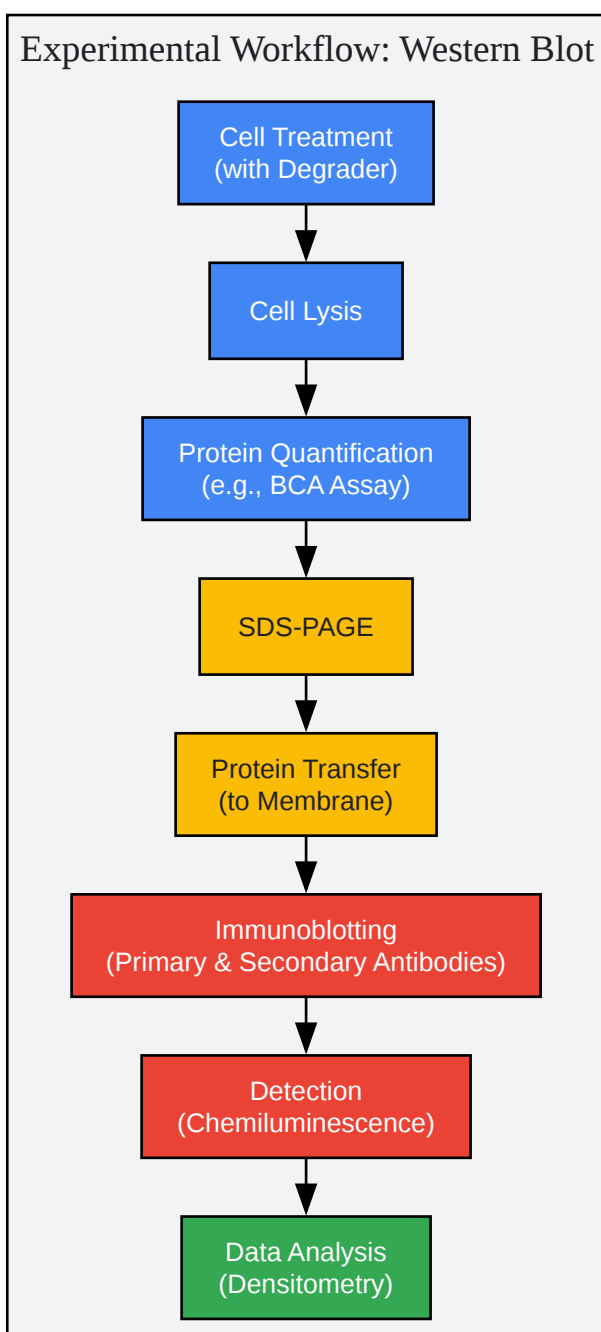 Experimental Workflow: Western Blot
Cell Treatment
(with Degrader)
Cell Lysis
Protein Quantification
(e.g., BCA Assay)
SDS-PAGE
Protein Transfer
(to Membrane)
Immunoblotting
(Primary & Secondary Antibodies)
Detection
(Chemiluminescence)
Data Analysis
(Densitometry)